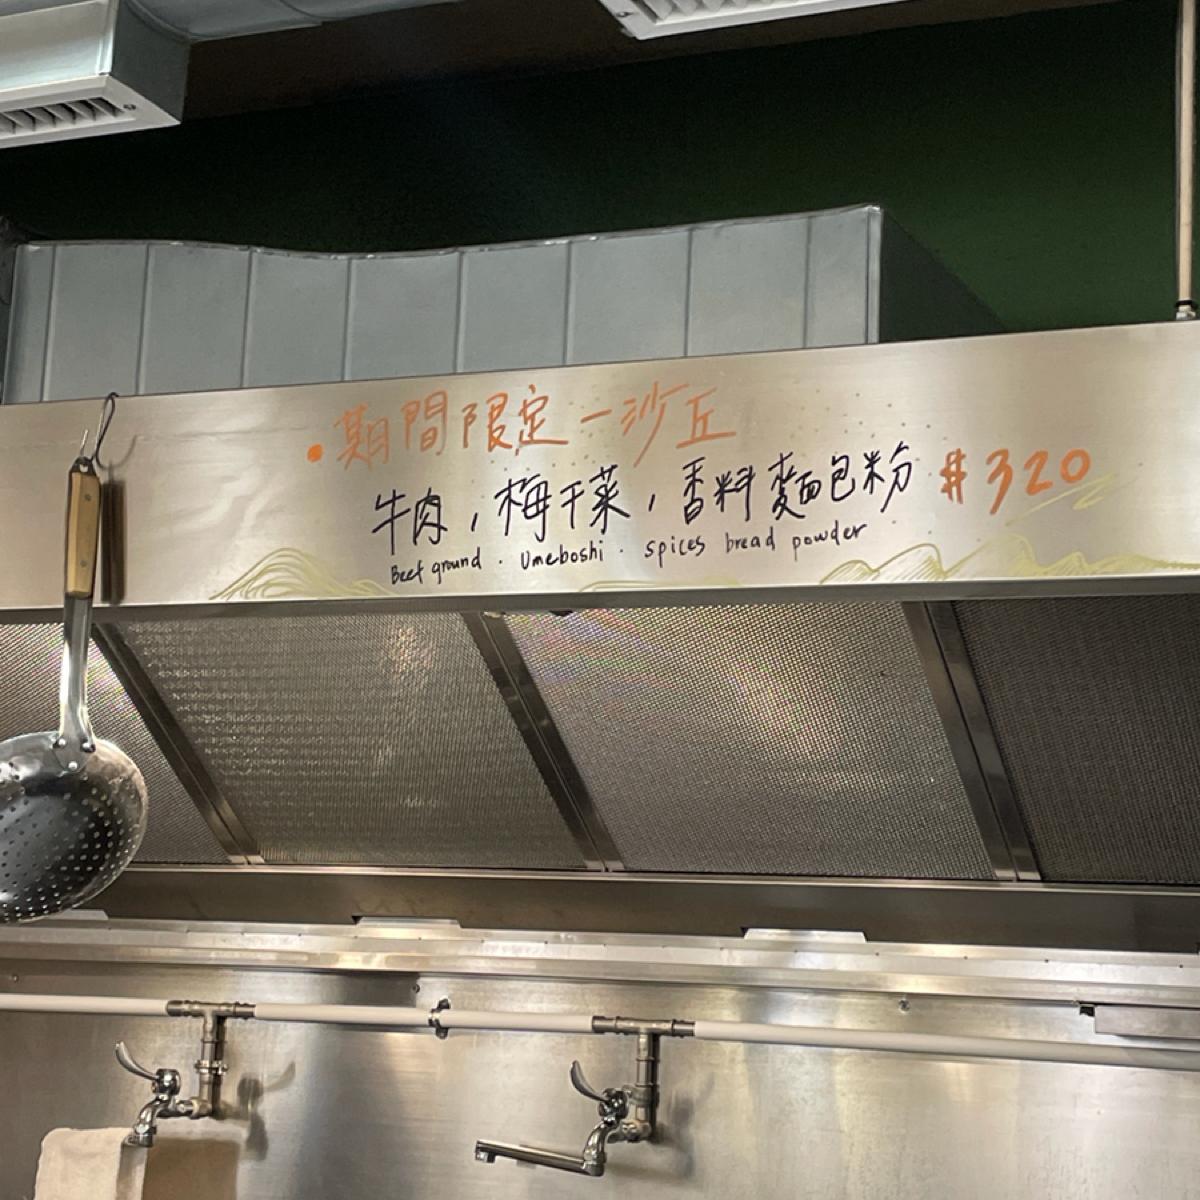 • 期間限定 - 沙丘
牛肉，梅干菜，香料麵包粉 $320
Beef ground · Umeboshi · spices bread powder